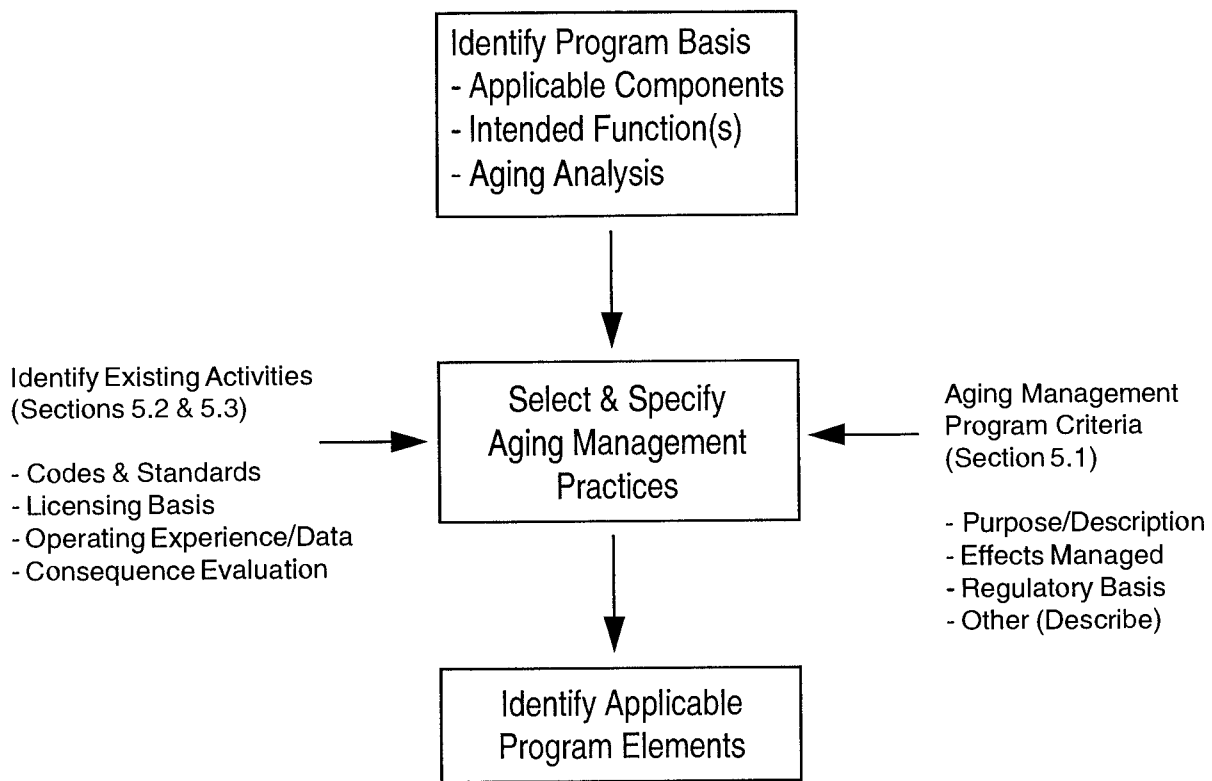 Identify Program Basis
- Applicable Components
- Intended Function(s)
- Aging Analysis
Identify Existing Activities
(Sections 5.2 & 5.3)
- Codes & Standards
- Licensing Basis
- Operating Experience/Data
- Consequence Evaluation
Select & Specify
Aging Management
Practices
Aging Management
Program Criteria
(Section 5.1)
- Purpose/Description
- Effects Managed
- Regulatory Basis
- Other (Describe)
Identify Applicable
Program Elements